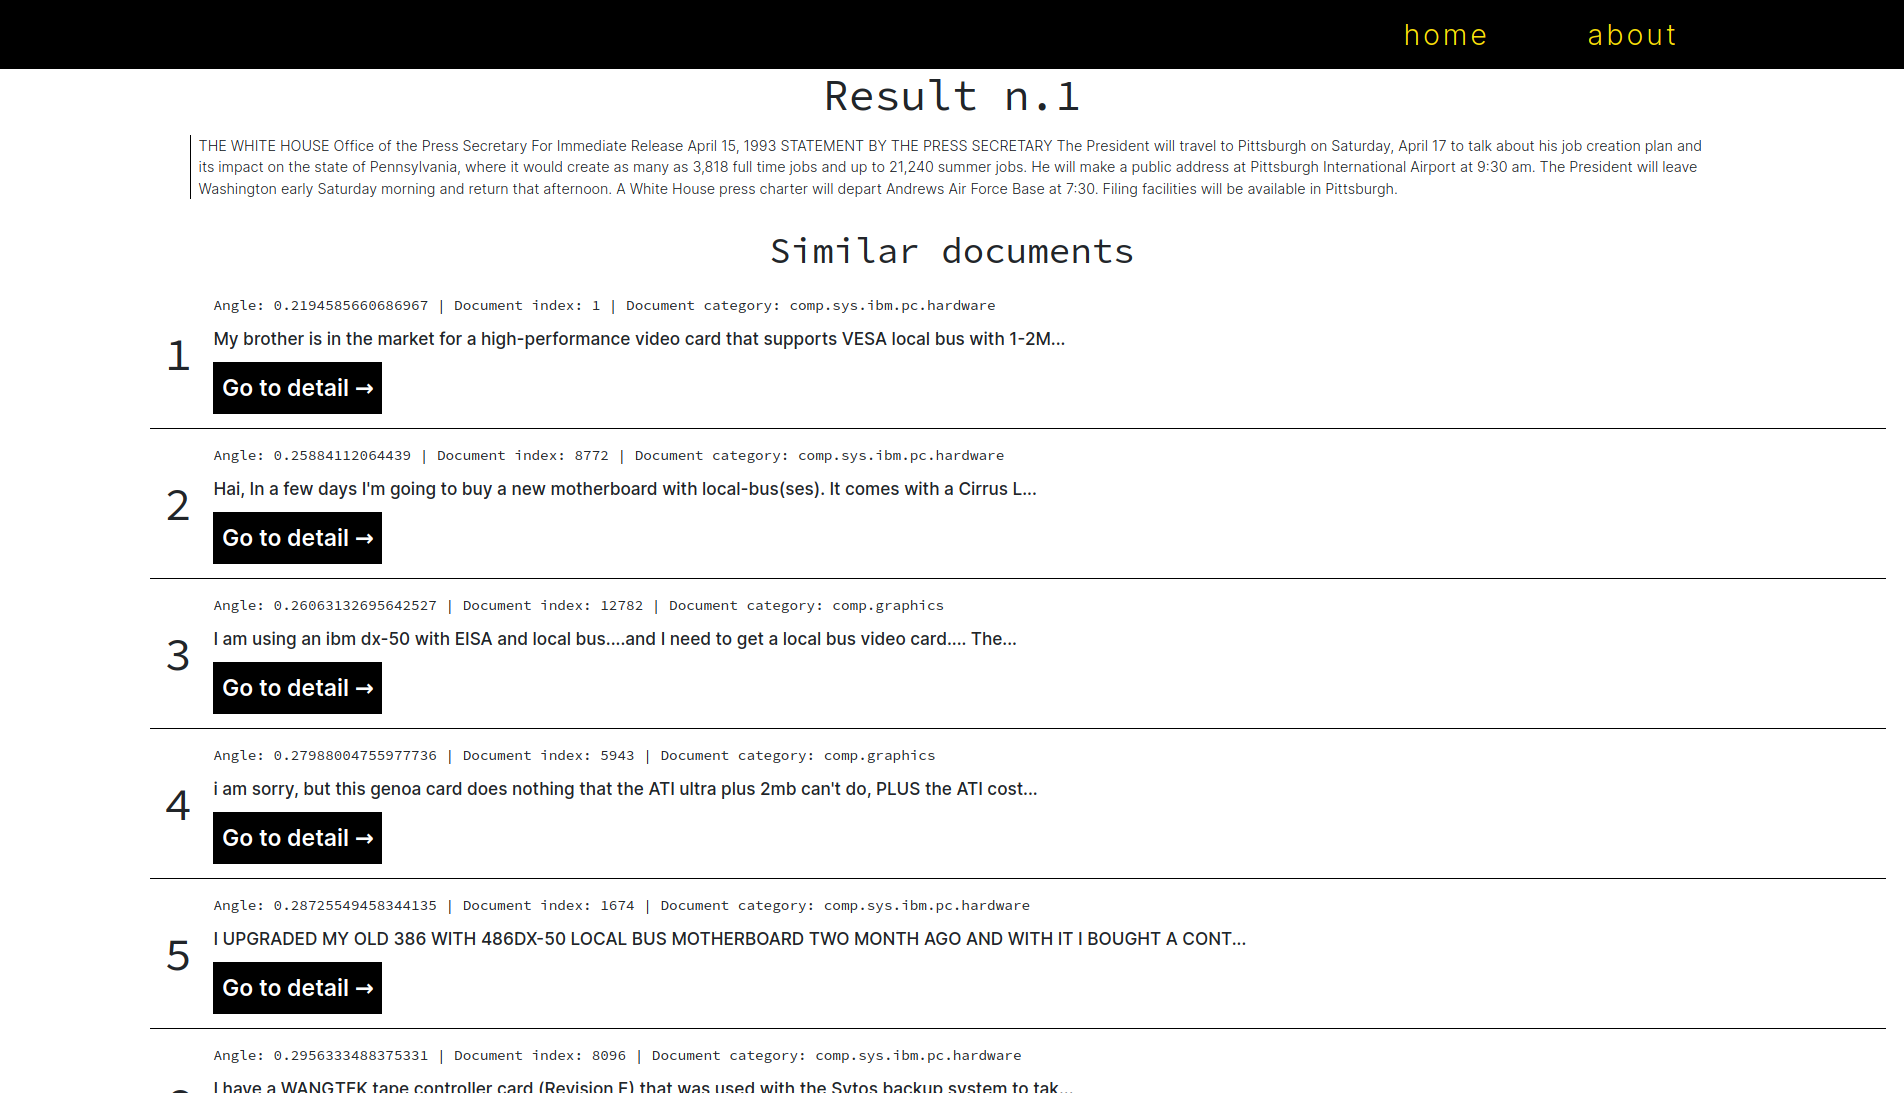 home about
Result n.1
THE WHITE HOUSE Office of the Press Secretary For Immediate Release April 15, 1993 STATEMENT BY THE PRESS SECRETARY The President will travel to Pittsburgh on Saturday, April 17 to talk about his job creation plan and
its impact on the state of Pennsylvania, where it would create as many as 3,818 full time jobs and up to 21,240 summer jobs. He will make a public address at Pittsburgh International Airport at 9:30 am. The President will leave
Washington early Saturday morning and return that afternoon. A White House press charter will depart Andrews Air Force Base at 7:30. Filing facilities will be available in Pittsburgh.
Similar documents
Angle: 0.2194585660686967 | Document index: 1 | Document category: comp.sys.ibm.pc.hardware
1
My brother is in the market for a high-performance video card that supports VESA local bus with 1-2M...
Go to detail →
Angle: 0.25884112064439 | Document index: 8772 | Document category: comp.sys.ibm.pc.hardware
2
Hai, In a few days I'm going to buy a new motherboard with local-bus(ses). It comes with a Cirrus L...
Go to detail →
Angle: 0.26063132695642527 | Document index: 12782 | Document category: comp.graphics
3
I am using an ibm dx-50 with EISA and local bus....and I need to get a local bus video card.... The...
Go to detail →
Angle: 0.27988004755977736 | Document index: 5943 | Document category: comp.graphics
4
i am sorry, but this genoa card does nothing that the ATI ultra plus 2mb can't do, PLUS the ATI cost...
Go to detail →
Angle: 0.28725549458344135 | Document index: 1674 | Document category: comp.sys.ibm.pc.hardware
5
I UPGRADED MY OLD 386 WITH 486DX-50 LOCAL BUS MOTHERBOARD TWO MONTH AGO AND WITH IT I BOUGHT A CONT...
Go to detail →
Angle: 0.2956333488375331 | Document index: 8096 | Document category: comp.sys.ibm.pc.hardware
I have a WANGTEK tape controller card (Revision E) that was used with the Sytos backup system to tak...